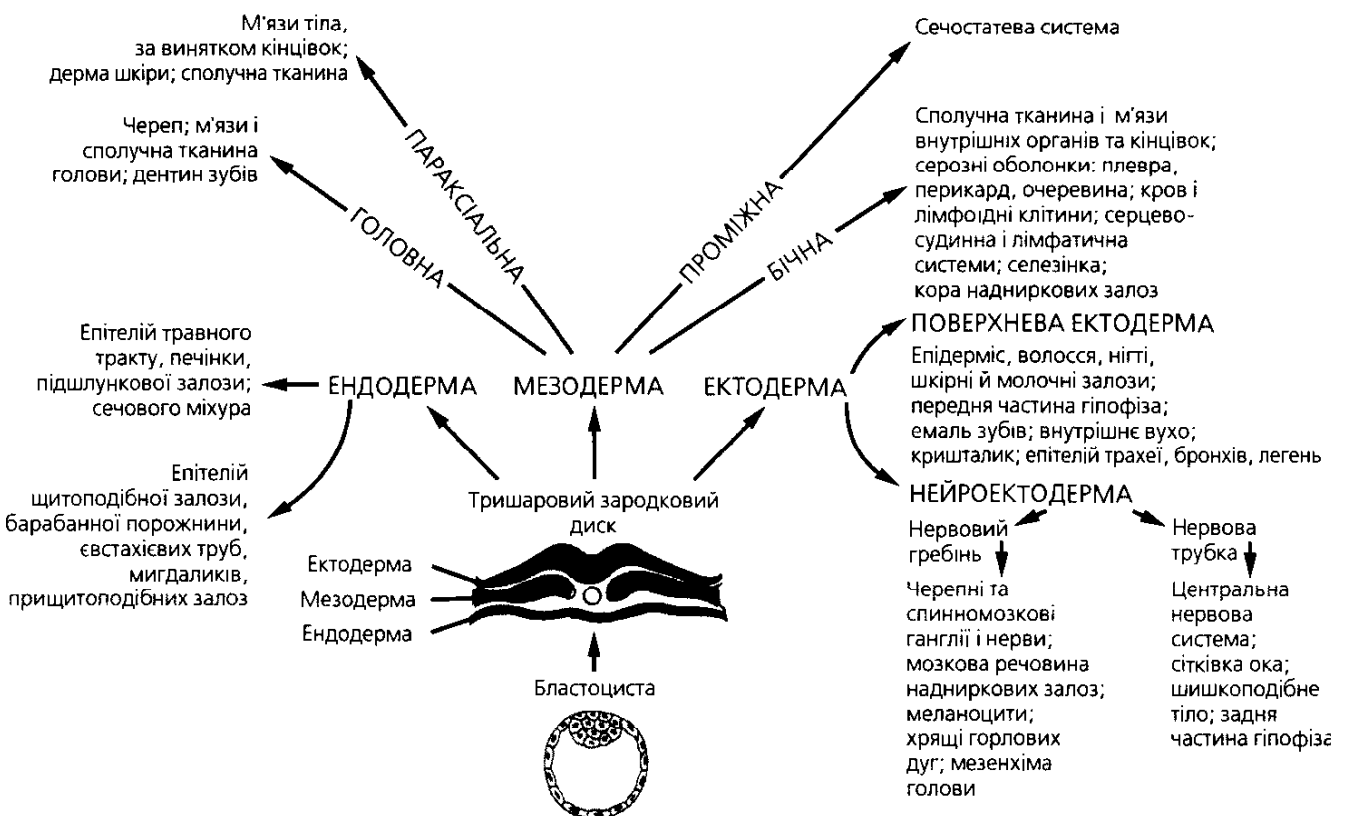 М'язи тіла,
за винятком кінцівок;
дерма шкіри; сполучна тканина
Череп; м'язи і
сполучна тканина
голови; дентин зубів
ГОЛОВНА
ПАРАКСІАЛЬНА
ПРОМІЖНА
БІЧНА
Сечостатева система
Сполучна тканина і м'язи
внутрішніх органів та кінцівок;
серозні оболонки: плевра,
перикард, очеревина; кров і
лімфоїдні клітини; серцево-
судинна і лімфатична
системи; селезінка;
кора надниркових залоз
Епітелій травного
тракту, печінки,
підшлункової залози;
сечового міхура
ЕНДОДЕРМА
МЕЗОДЕРМА
ЕКТОДЕРМА
ПОВЕРХНЕВА ЕКТОДЕРМА
Епідерміс, волосся, нігті,
шкірні й молочні залози;
передня частина гіпофіза;
емаль зубів; внутрішнє вухо;
кришталик; епітелій трахеї, бронхів, легень
Епітелій
щитоподібної залози,
барабанної порожнини,
євстахієвих труб,
мигдаликів,
прищитоподібних залоз
Тришаровий зародковий
диск
Ектодерма
Мезодерма
Ендодерма
Бластоциста
НЕЙРОЕКТОДЕРМА
Нервовий
гребінь
Черепні та
спинномозкові
ганглії і нерви;
мозкова речовина
надниркових залоз;
меланоцити;
хрящі горлових
дуг; мезенхіма
голови
Нервова
трубка
Центральна
нервова
система;
сітківка ока;
шишкоподібне
тіло; задня
частина гіпофіза